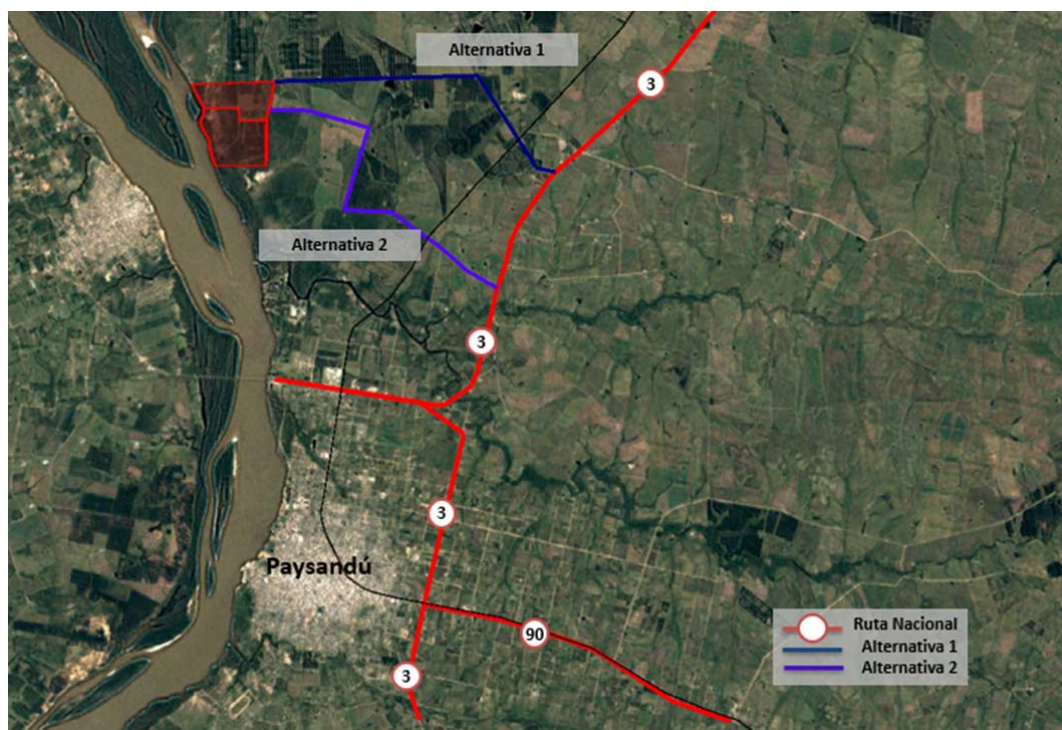 Alternativa 1
3
Alternativa 2
3
3
Paysandú
90
3
Ruta Nacional
Alternativa 1
Alternativa 2